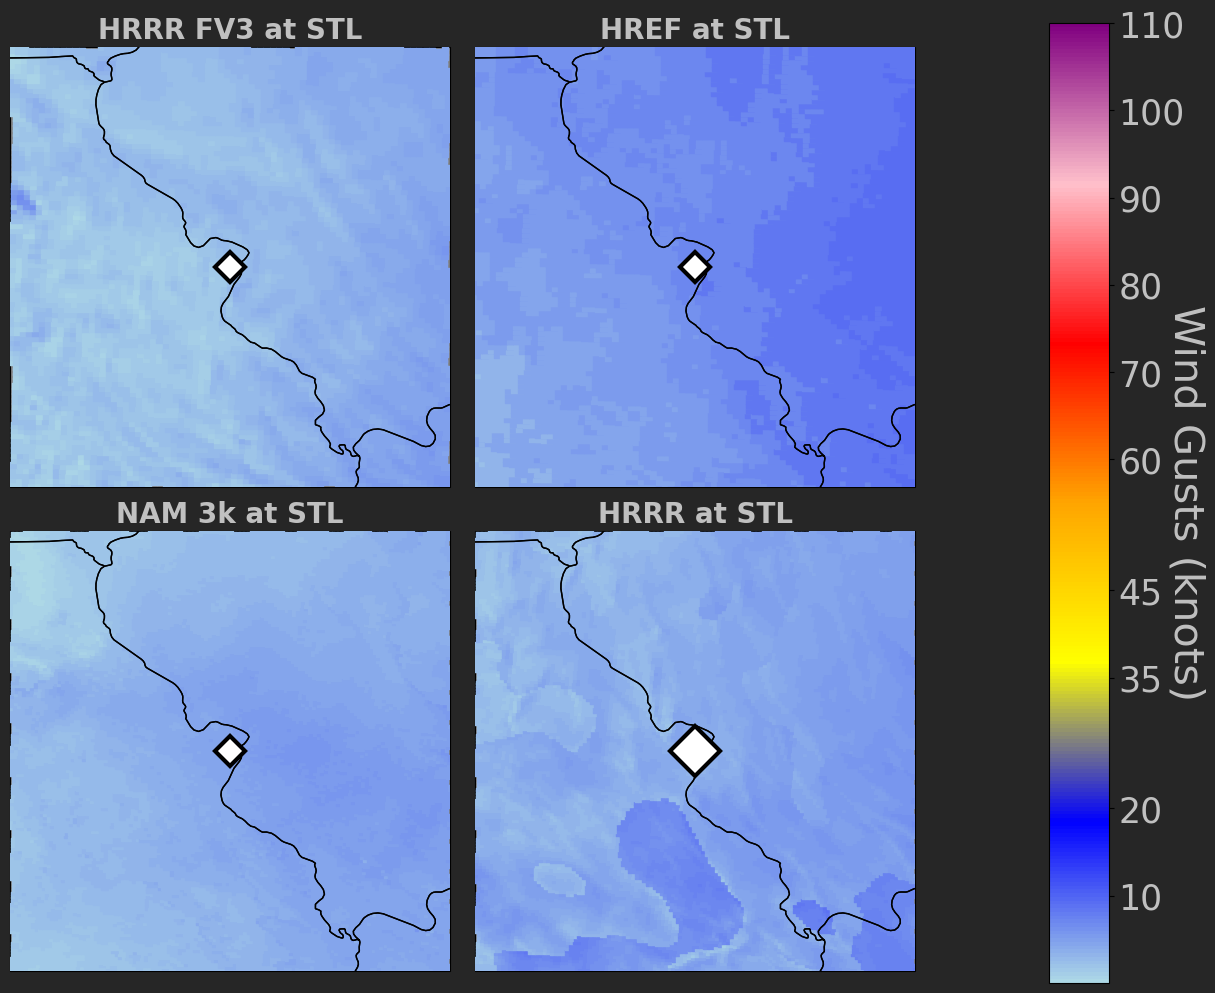 HRRR FV3 at STL
HREF at STL
NAM 3k at STL
HRRR at STL
110
100
90
80
70
60
45
35
20
10
Wind Gusts (knots)